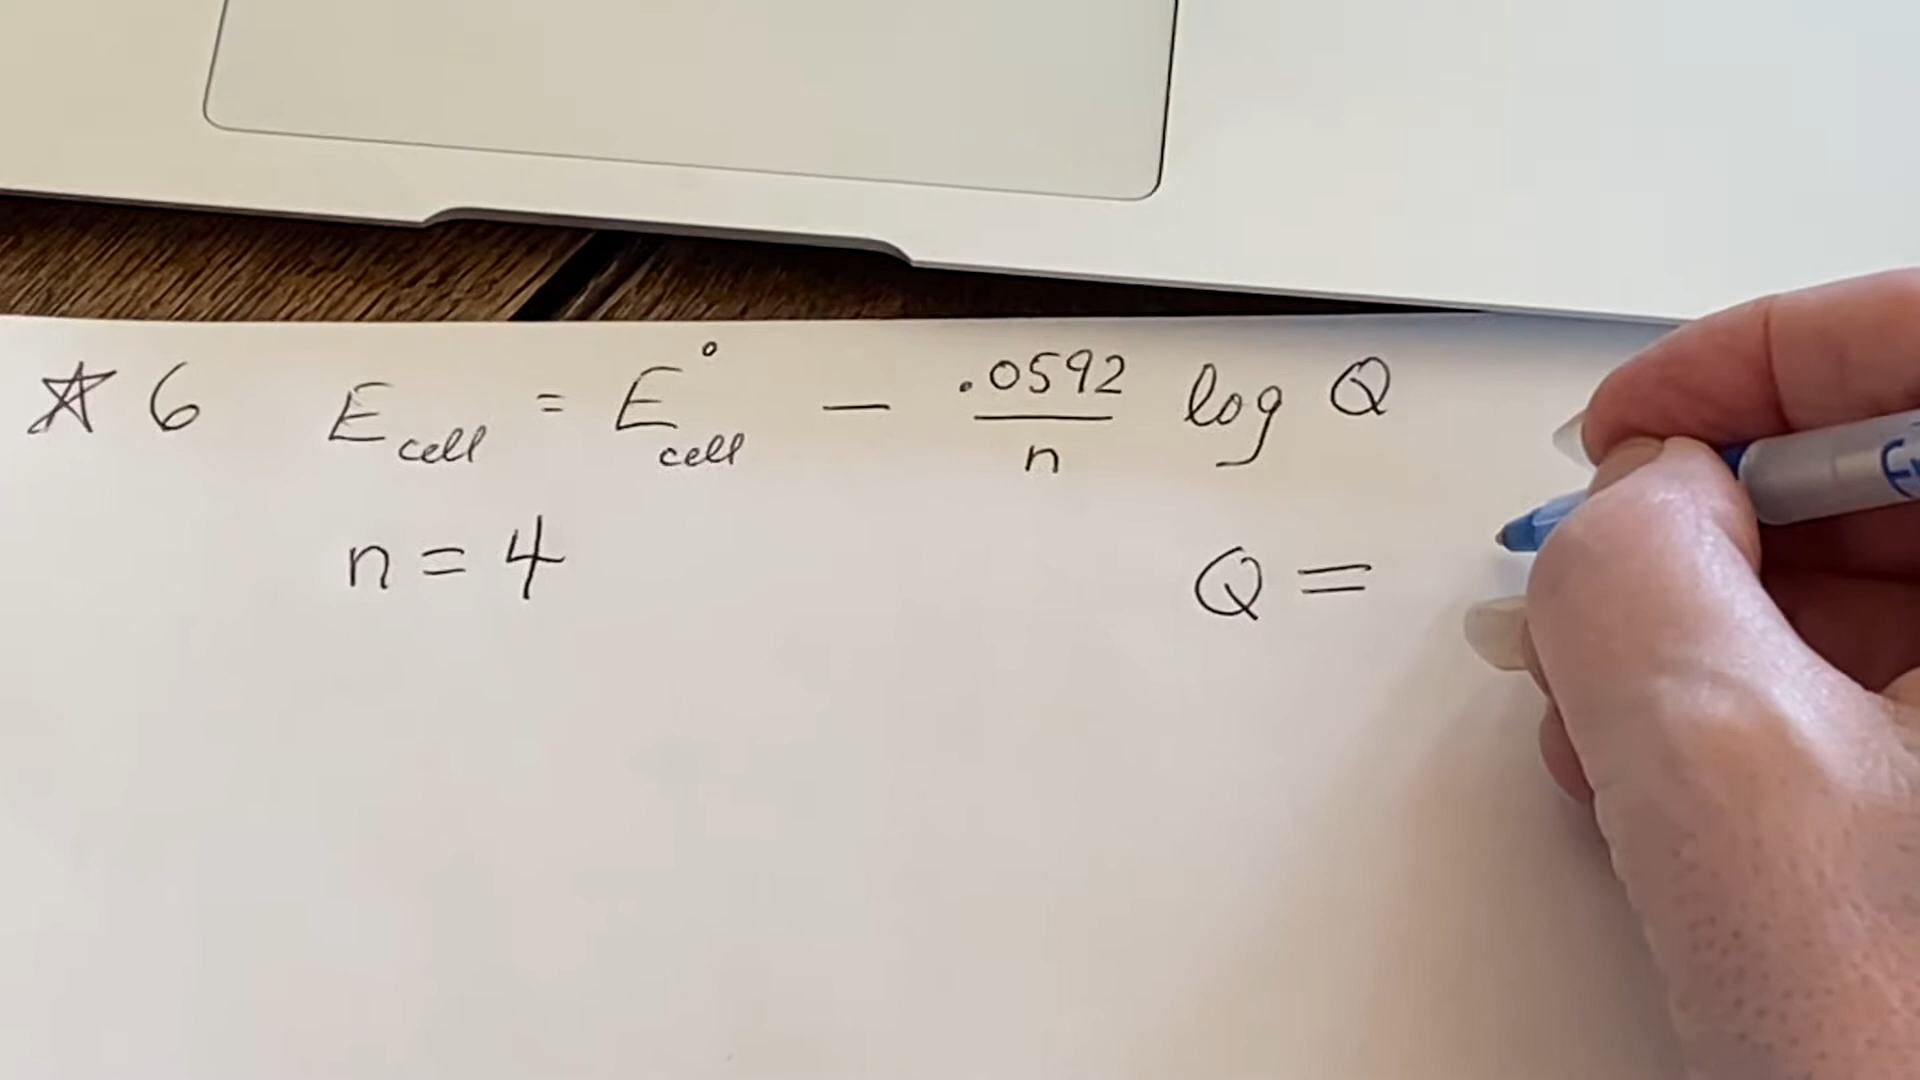 ☆ 6 E cell = E° cell − .0592/n log Q
n = 4 Q =